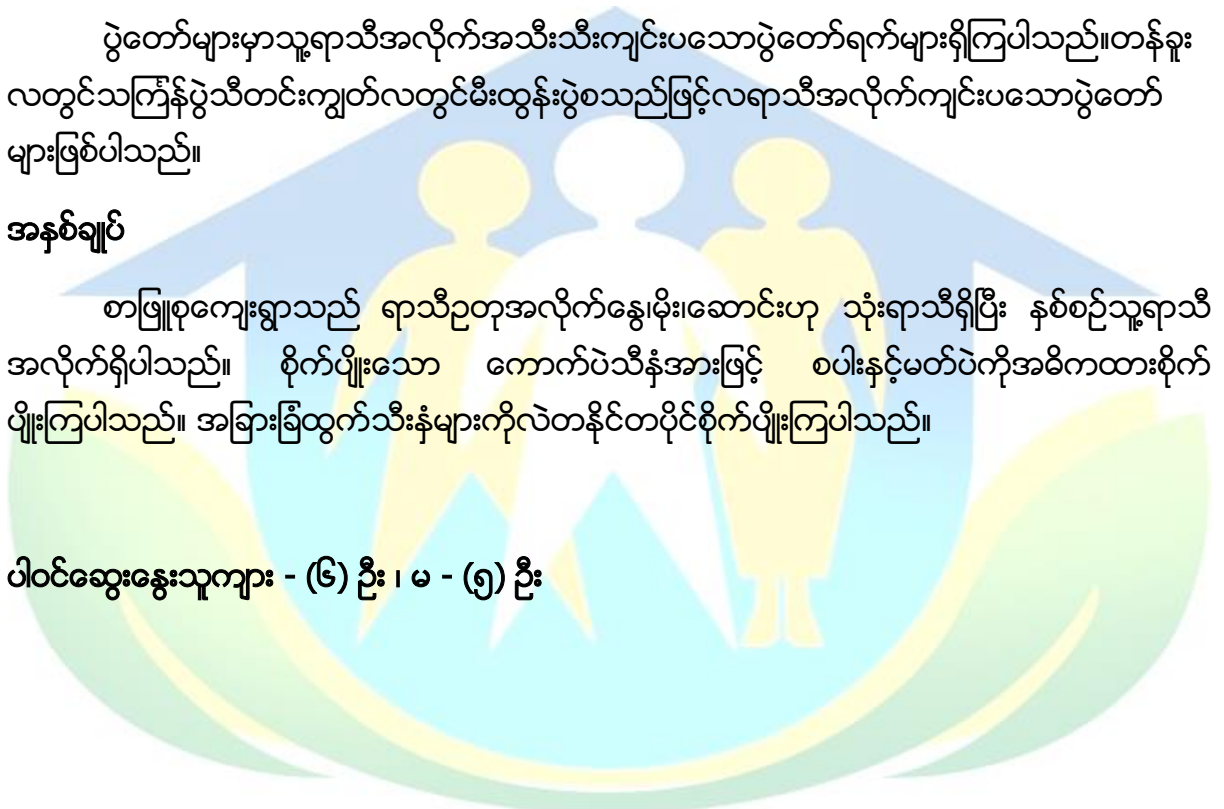 ပွဲတော်များမှာသူ့ရာသီအလိုက်အသီးသီးကျင်းပသောပွဲတော်ရက်များရှိကြပါသည်။တန်ခူး
လတွင်သင်္ကြန်ပွဲသီတင်းကျွတ်လတွင်မီးထွန်းပွဲစသည်ဖြင့်လရာသီအလိုက်ကျင်းပသောပွဲတော်
များဖြစ်ပါသည်။
အနှစ်ချုပ်
စာဖြူစုကျေးရွာသည် ရာသီဥတုအလိုက်နွေ၊မိုး၊ဆောင်းဟု သုံးရာသီရှိပြီး နှစ်စဉ်သူ့ရာသီ
အလိုက်ရှိပါသည်။ စိုက်ပျိုးသော ကောက်ပဲသီးနှံအားဖြင့် စပါးနှင့်မတ်ပဲကိုအဓိကထားစိုက်
ပျိုးကြပါသည်။ အခြားခြံထွက်သီးနှံများကိုလဲတနိုင်တပိုင်စိုက်ပျိုးကြပါသည်။
ပါဝင်ဆွေးနွေးသူကျား - (၆) ဦး ၊ မ - (၅) ဦး